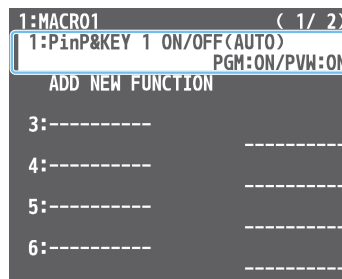 1:MACRO1 ( 1/ 2)
1:PinP&KEY 1 ON/OFF(AUTO)
PGM:ON/PVW:ON
ADD NEW FUNCTION
3:----------
----------
4:----------
----------
5:----------
----------
6:----------
----------